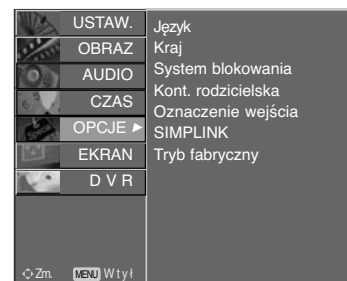 USTAW.
OBRAZ
AUDIO
CZAS
OPCJE
EKRAN
D V R
Zm. MENU Wtył
Język
Kraj
System blokowania
Kont. rodzicielska
Oznaczenie wejścia
SIMPLINK
Tryb fabryczny